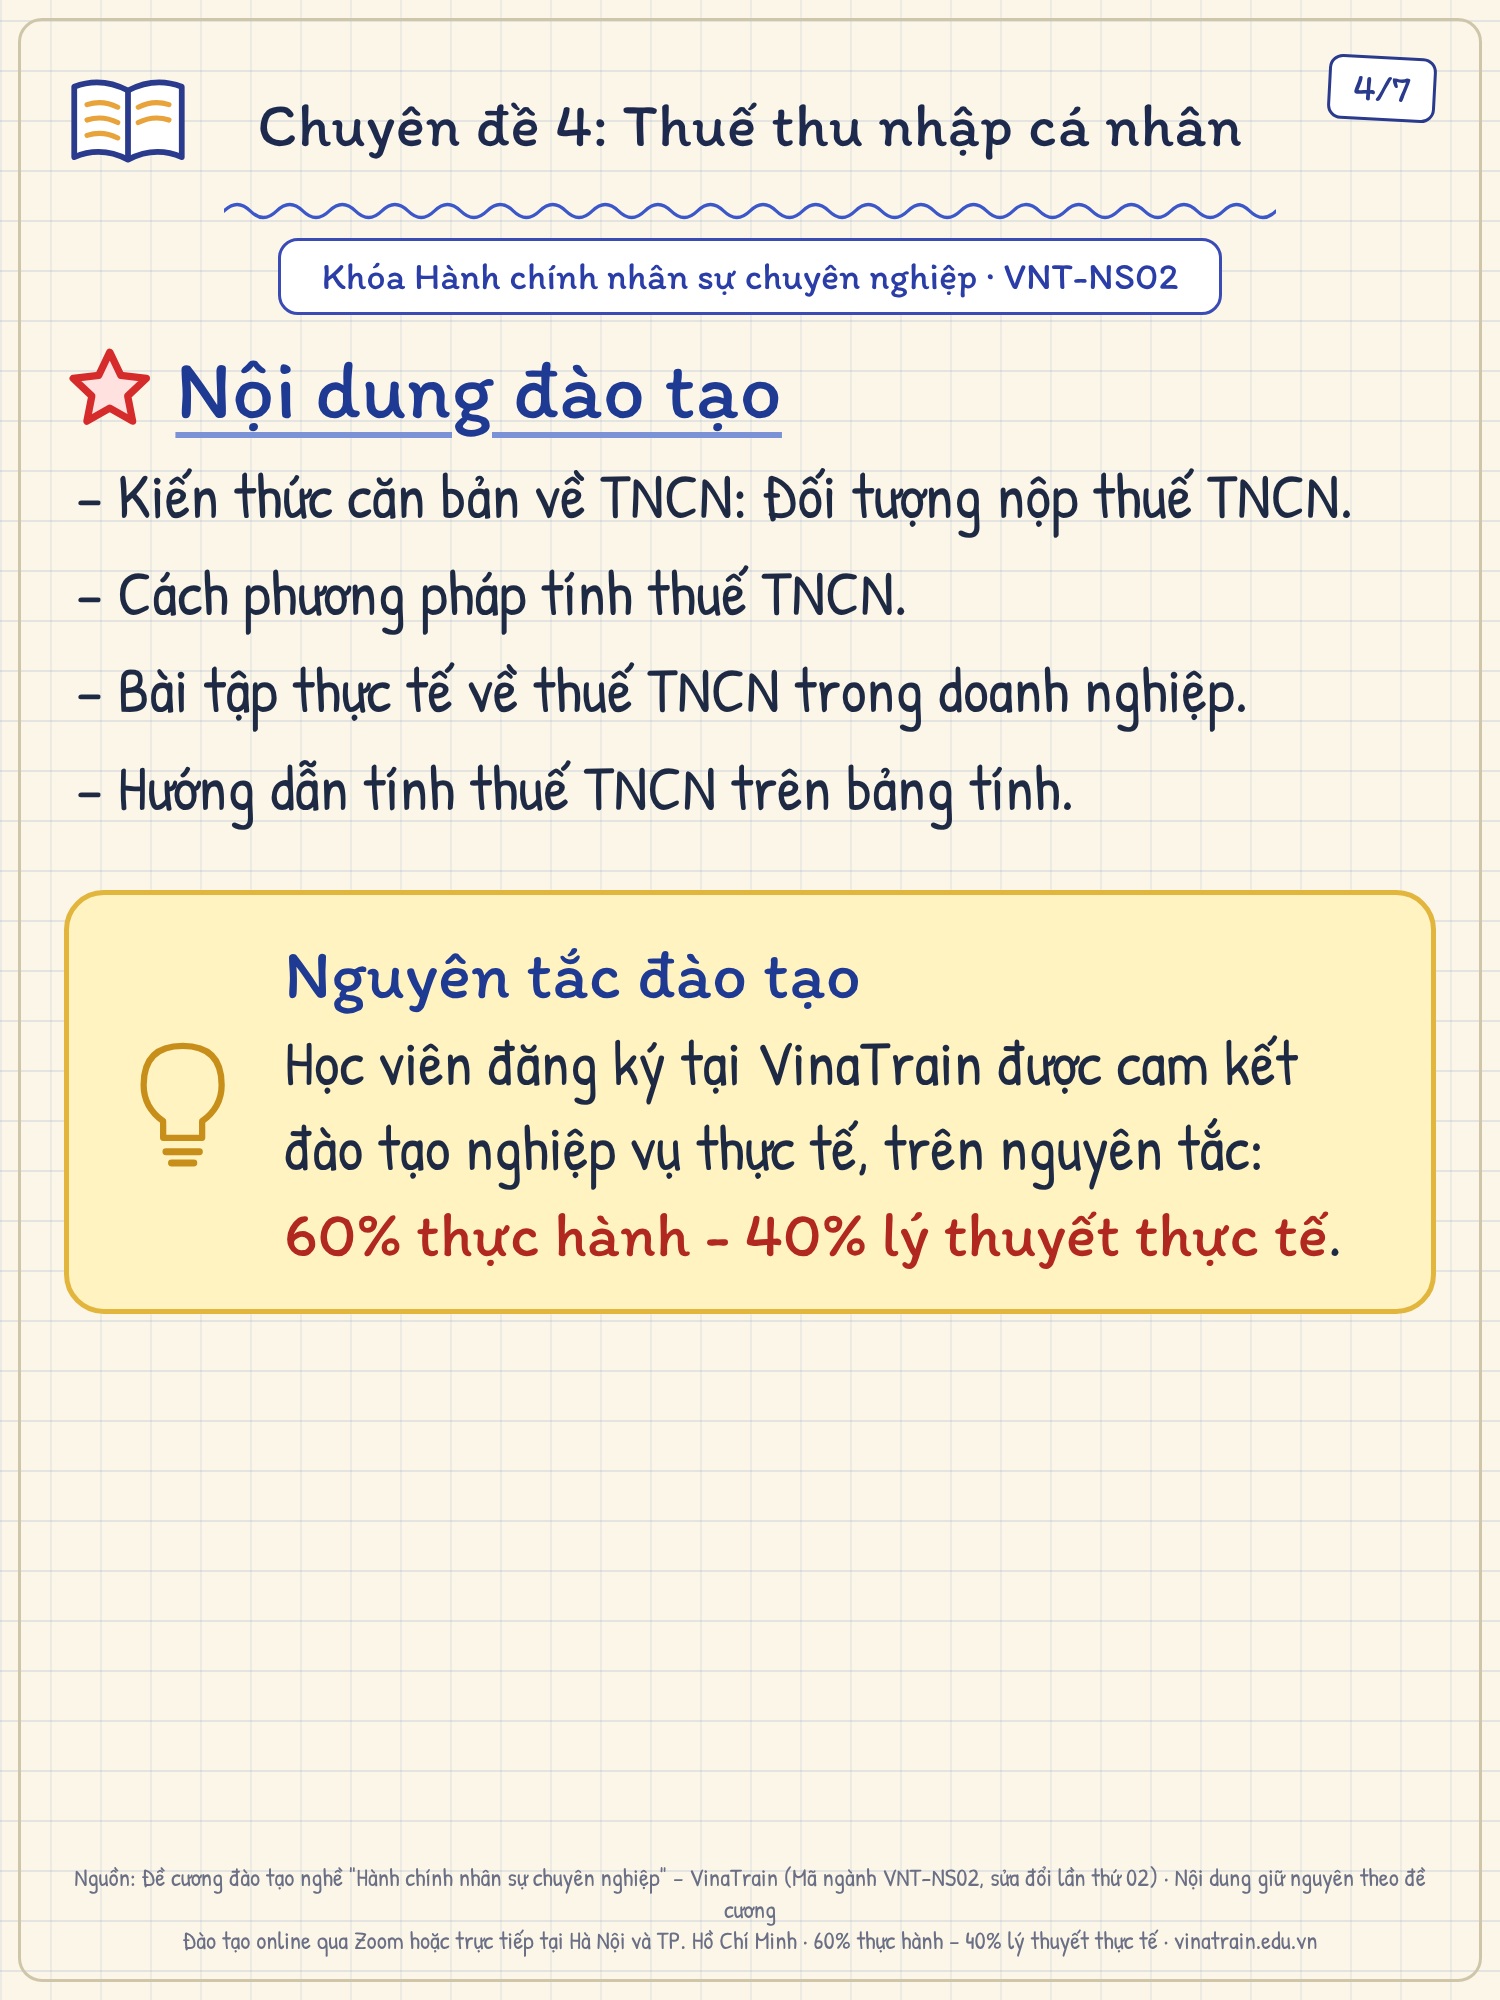 Chuyên đề 4: Thuế thu nhập cá nhân
4/7
Khóa Hành chính nhân sự chuyên nghiệp · VNT-NS02
Nội dung đào tạo
– Kiến thức căn bản về TNCN: Đối tượng nộp thuế TNCN.
– Cách phương pháp tính thuế TNCN.
– Bài tập thực tế về thuế TNCN trong doanh nghiệp.
– Hướng dẫn tính thuế TNCN trên bảng tính.
Nguyên tắc đào tạo
Học viên đăng ký tại VinaTrain được cam kết
đào tạo nghiệp vụ thực tế, trên nguyên tắc:
60% thực hành – 40% lý thuyết thực tế.
Nguồn: Đề cương đào tạo nghề "Hành chính nhân sự chuyên nghiệp" – VinaTrain (Mã ngành VNT-NS02, sửa đổi lần thứ 02) · Nội dung giữ nguyên theo đề
cương
Đào tạo online qua Zoom hoặc trực tiếp tại Hà Nội và TP. Hồ Chí Minh · 60% thực hành – 40% lý thuyết thực tế · vinatrain.edu.vn